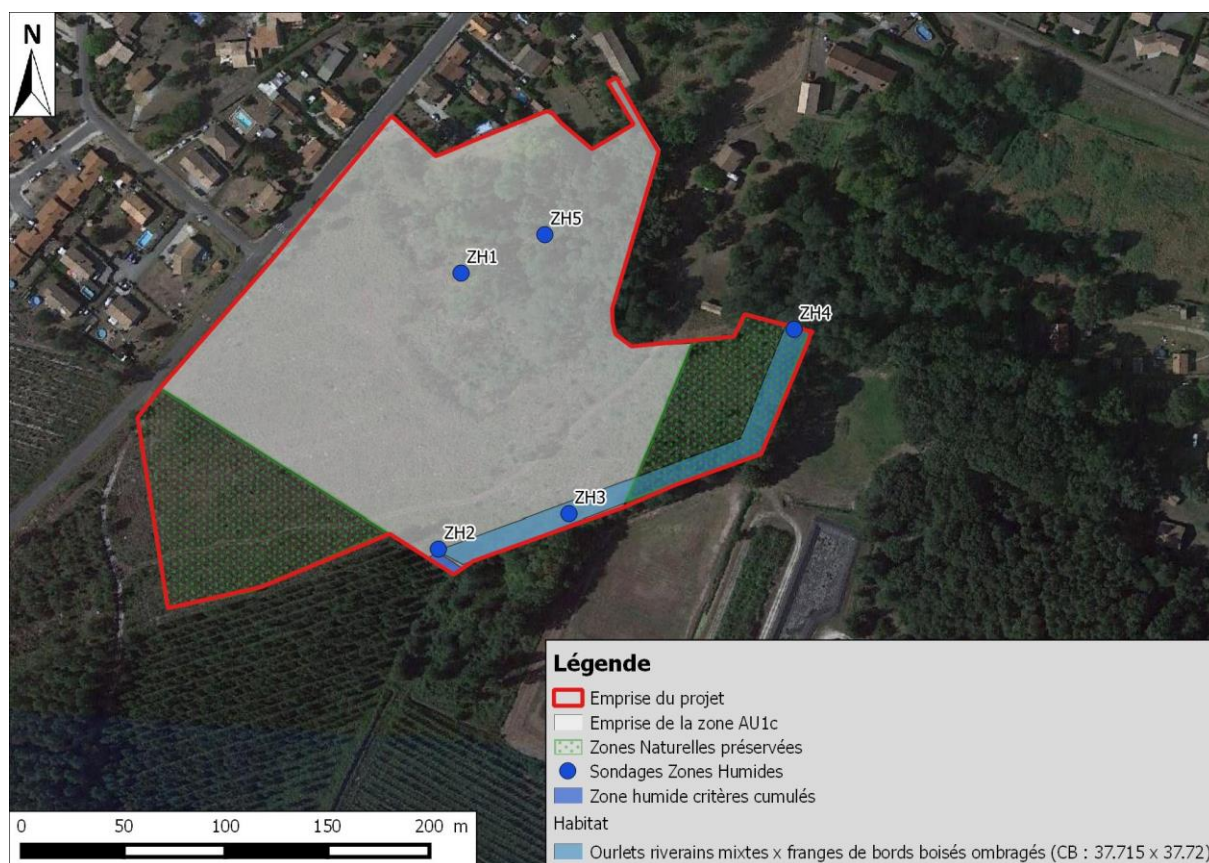 N
ZH5
ZH1
ZH4
ZH3
ZH2
Légende
Emprise du projet
Emprise de la zone AU1c
Zones Naturelles préservées
Sondages Zones Humides
Zone humide critères cumulés
Habitat
Ourlets riverains mixtes x franges de bords boisés ombragés (CB : 37.715 x 37.72)
0 50 100 150 200 m